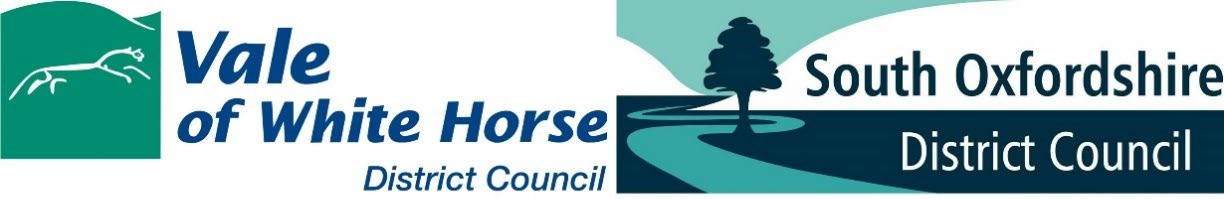 Vale
of White Horse
District Council
South Oxfordshire
District Council